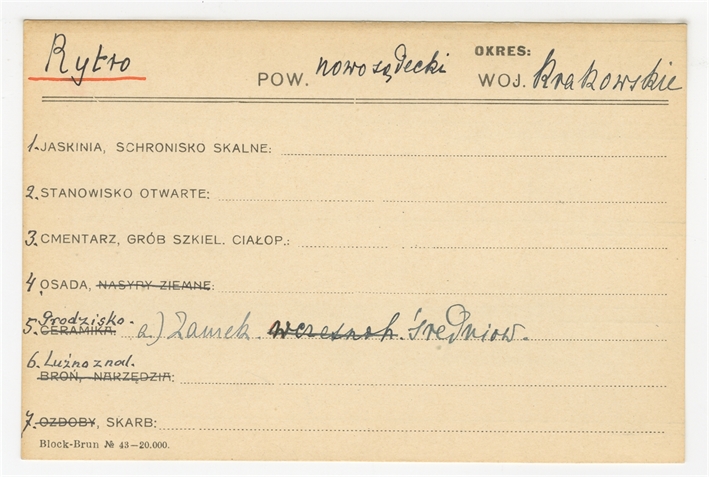 Rytro
OKRES:
POW. nowosądecki WOJ. Krakowskie
1. JASKINIA, SCHRONISKO SKALNE:
2. STANOWISKO OTWARTE:
3. CMENTARZ, GRÓB SZKIEL. CIAŁOP.:
4. OSADA, NASYPY ZIEMNE:
Grodzisko.
5. CERAMIKA. a.) Zamek. wczesnoh. średniow.
6. Luźno znal.
BROŃ, NARZĘDZIA:
7. OZDOBY, SKARB:
Block-Brun № 43—20.000.